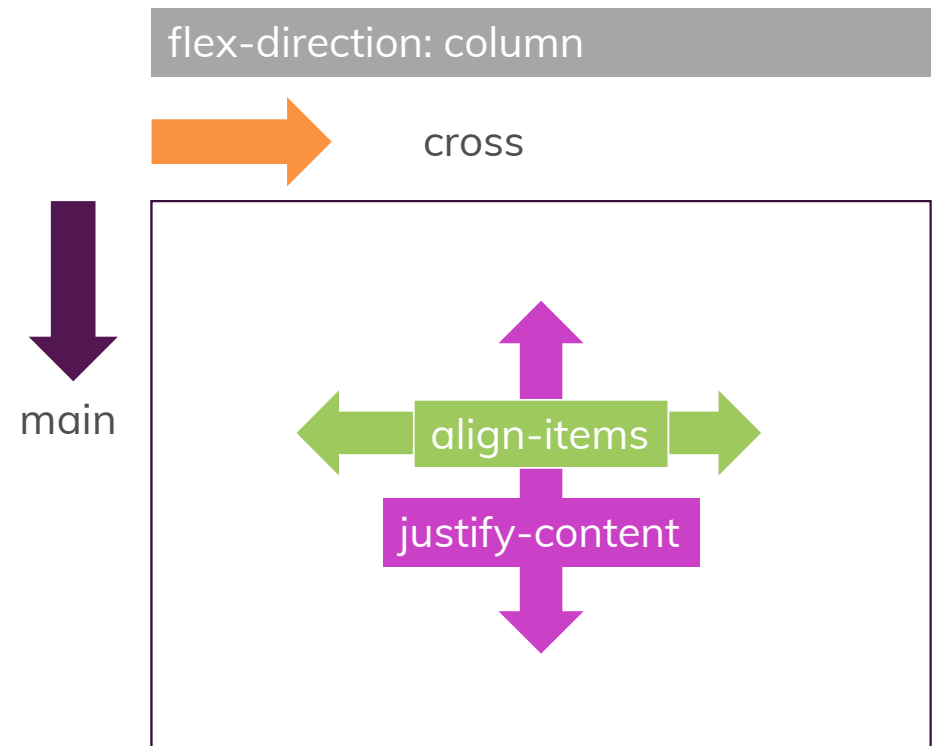 flex-direction: column
cross
main
align-items
justify-content